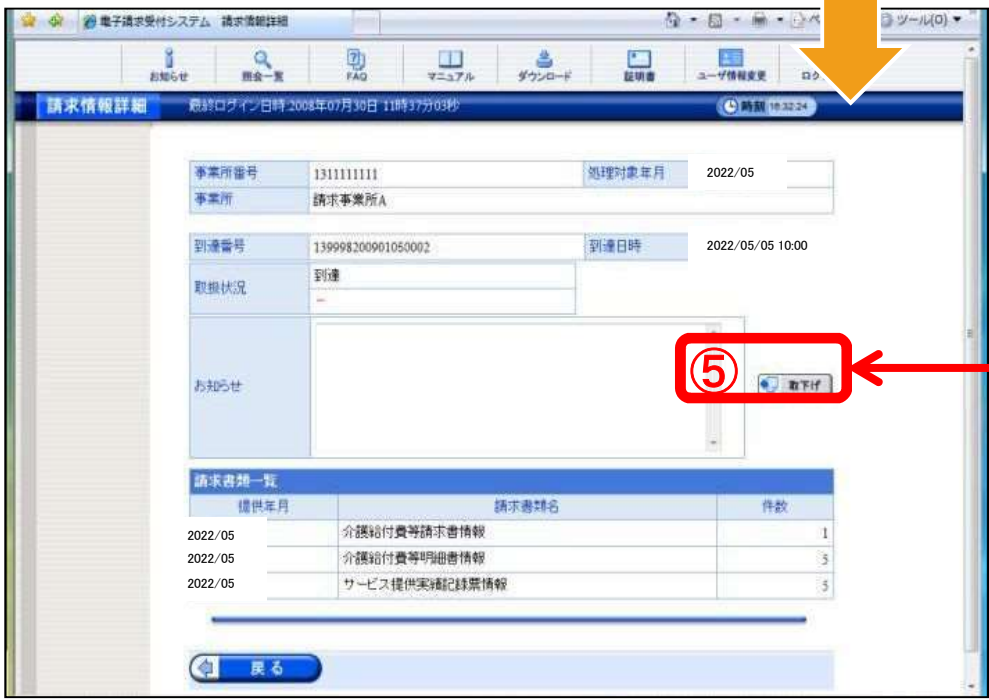 電子請求受付システム 請求情報詳細
ペ ツール(O)
お知らせ 照会一覧 FAQ マニュアル ダウンロード 証明書 ユーザ情報変更 ログ
請求情報詳細 最終ログイン日時:2008年07月30日 11時37分03秒 時刻 16:32:24
事業所番号 1311111111 処理対象年月 2022/05
事業所 請求事業所A
到達番号 139998200901050002 到達日時 2022/05/05 10:00
取扱状況 到達
－
お知らせ ⑤ 取下げ
請求書類一覧
提供年月 請求書類名 件数
2022/05 介護給付費等請求書情報 1
2022/05 介護給付費等明細書情報 5
2022/05 サービス提供実績記録票情報 5
戻る